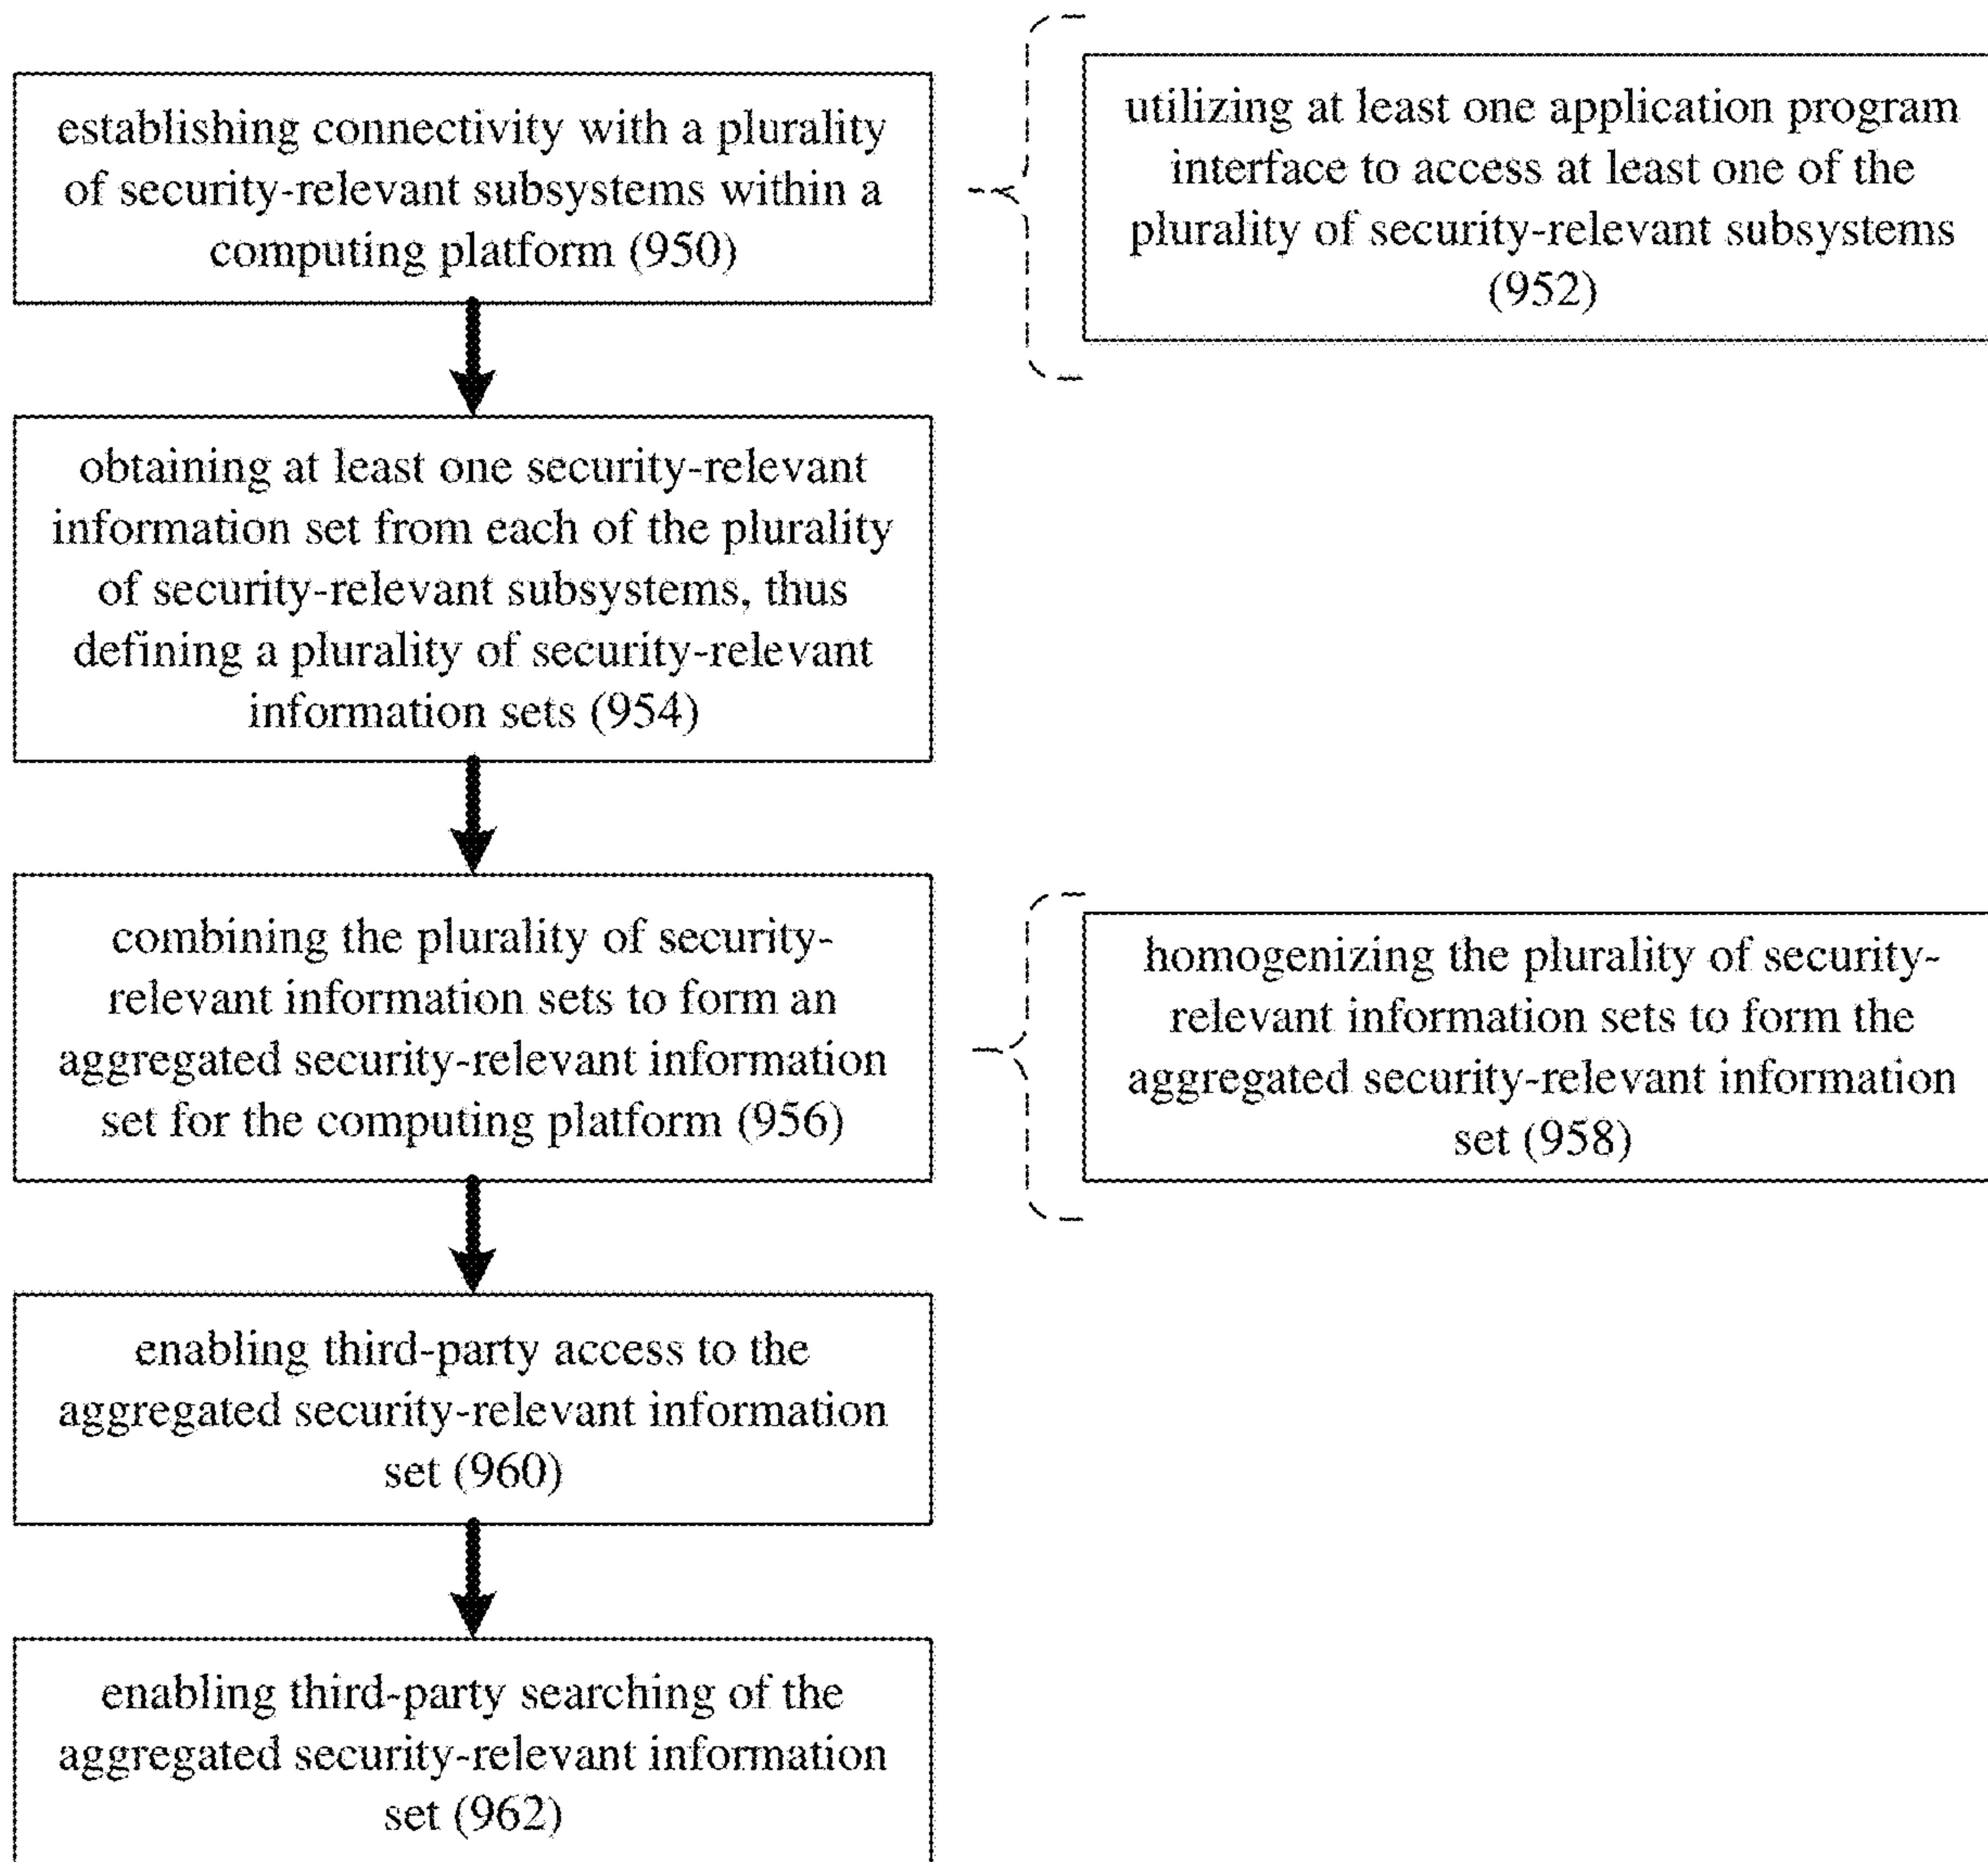 establishing connectivity with a plurality
of security-relevant subsystems within a
computing platform (950)
utilizing at least one application program
interface to access at least one of the
plurality of security-relevant subsystems
(952)
obtaining at least one security-relevant
information set from each of the plurality
of security-relevant subsystems, thus
defining a plurality of security-relevant
information sets (954)
combining the plurality of security-
relevant information sets to form an
aggregated security-relevant information
set for the computing platform (956)
homogenizing the plurality of security-
relevant information sets to form the
aggregated security-relevant information
set (958)
enabling third-party access to the
aggregated security-relevant information
set (960)
enabling third-party searching of the
aggregated security-relevant information
set (962)